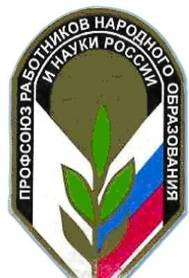 ПРОФСОЮЗ РАБОТНИКОВ НАРОДНОГО ОБРАЗОВАНИЯ
И НАУКИ РОССИИ